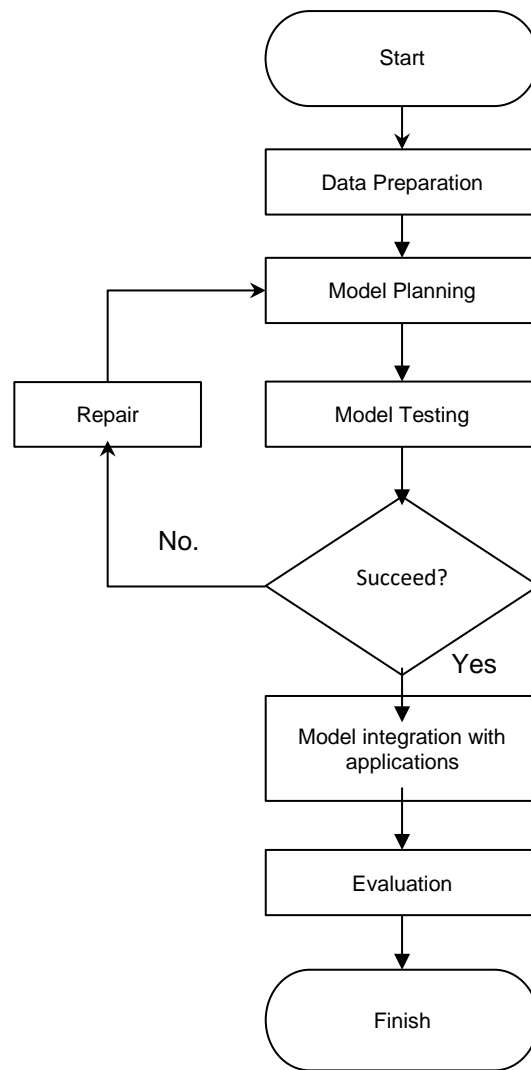 Start
Data Preparation
Model Planning
Repair
Model Testing
No.
Succeed?
Yes
Model integration with
applications
Evaluation
Finish